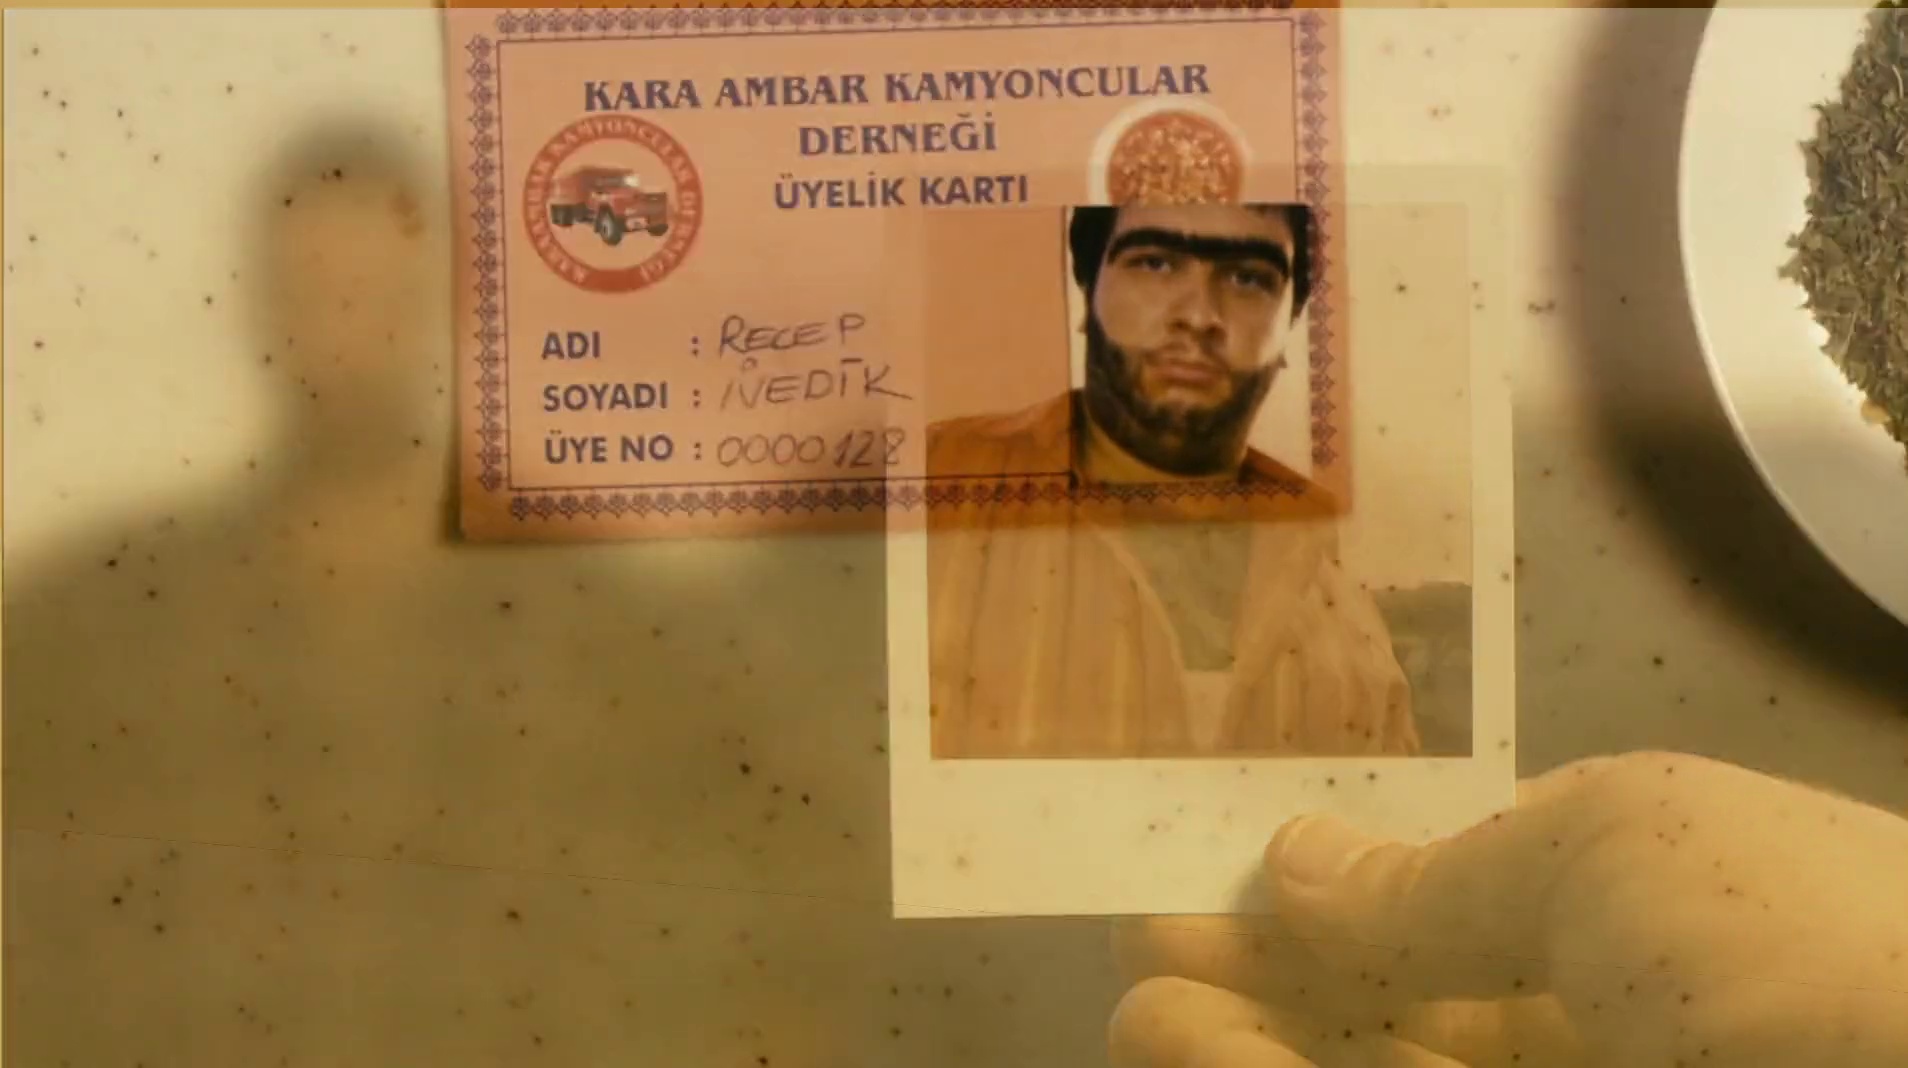 KARA AMBAR KAMYONCULAR
DERNEĞİ
ÜYELİK KARTI
ADI : RECEP
SOYADI : İVEDİK
ÜYE NO : 0000128